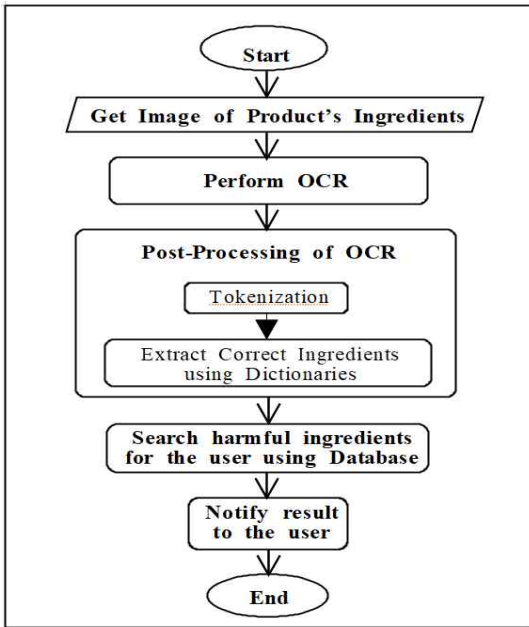 Start
Get Image of Product's Ingredients
Perform OCR
Post-Processing of OCR
Tokenization
Extract Correct Ingredients
using Dictionaries
Search harmful ingredients
for the user using Database
Notify result
to the user
End